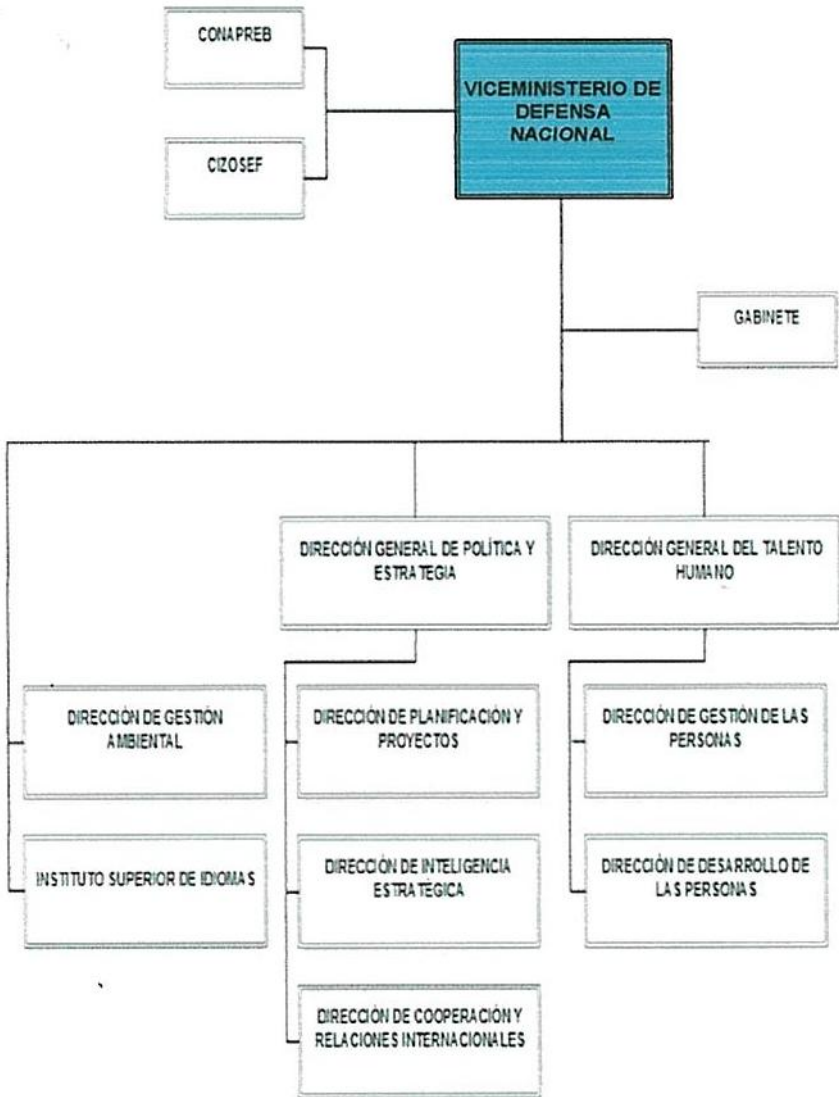 CONAPREB
VICEMINISTERIO DE
DEFENSA
NACIONAL
CIZOSEF
GABINETE
DIRECCIÓN GENERAL DE POLÍTICA Y
ESTRATEGIA
DIRECCIÓN GENERAL DEL TALENTO
HUMANO
DIRECCIÓN DE GESTIÓN
AMBIENTAL
DIRECCIÓN DE PLANIFICACIÓN Y
PROYECTOS
DIRECCIÓN DE GESTIÓN DE LAS
PERSONAS
INSTITUTO SUPERIOR DE IDIOMAS
DIRECCIÓN DE INTELIGENCIA
ESTRATÉGICA
DIRECCIÓN DE DESARROLLO DE
LAS PERSONAS
DIRECCIÓN DE COOPERACIÓN Y
RELACIONES INTERNACIONALES